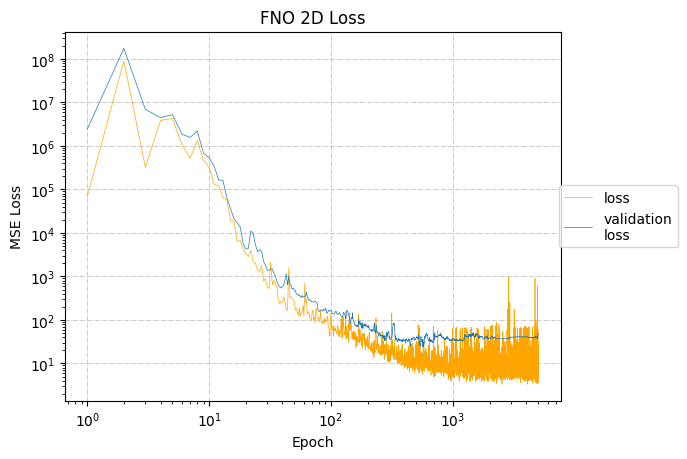 FNO 2D Loss
10⁸
10⁷
10⁶
10⁵
10⁴
10³
10²
10¹
MSE Loss
loss
validation
loss
10⁰
10¹
10²
10³
Epoch